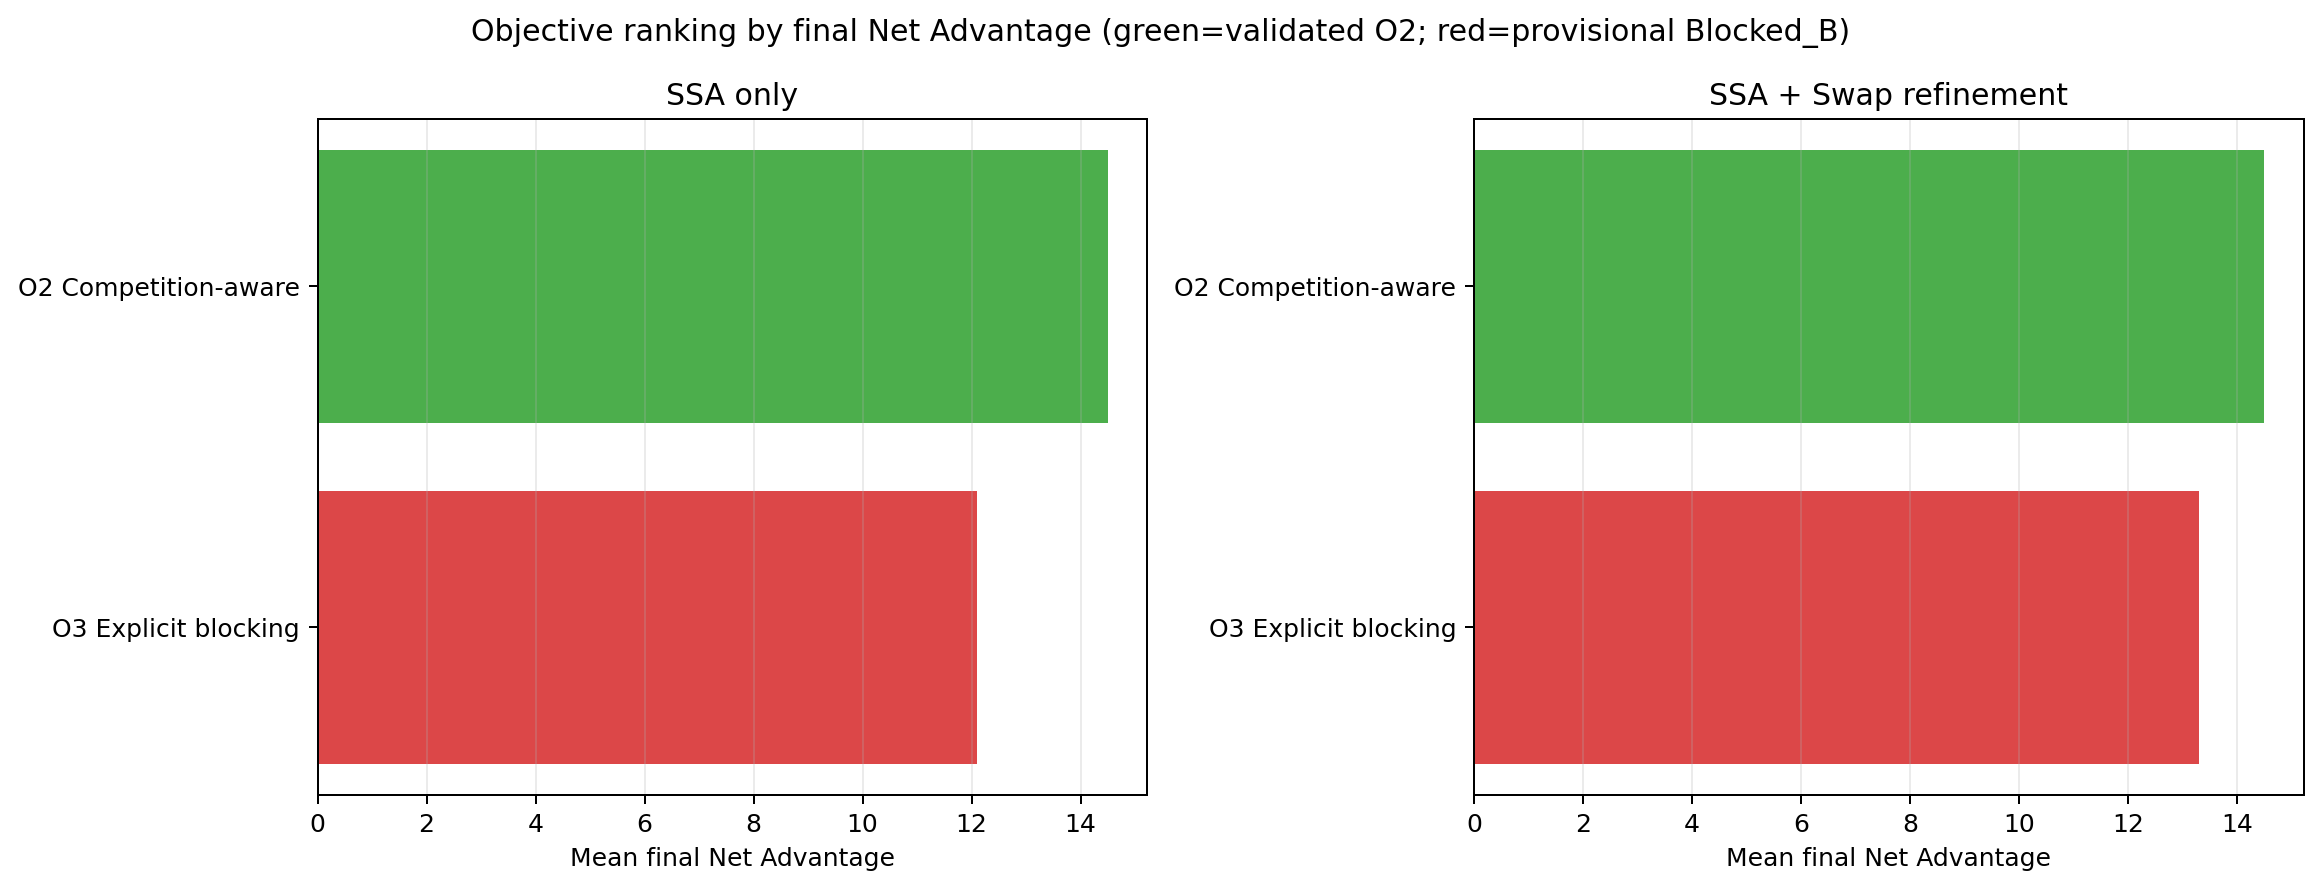 Objective ranking by final Net Advantage (green=validated O2; red=provisional Blocked_B)
SSA only
O2 Competition-aware
O3 Explicit blocking
0 2 4 6 8 10 12 14
Mean final Net Advantage
SSA + Swap refinement
O2 Competition-aware
O3 Explicit blocking
0 2 4 6 8 10 12 14
Mean final Net Advantage